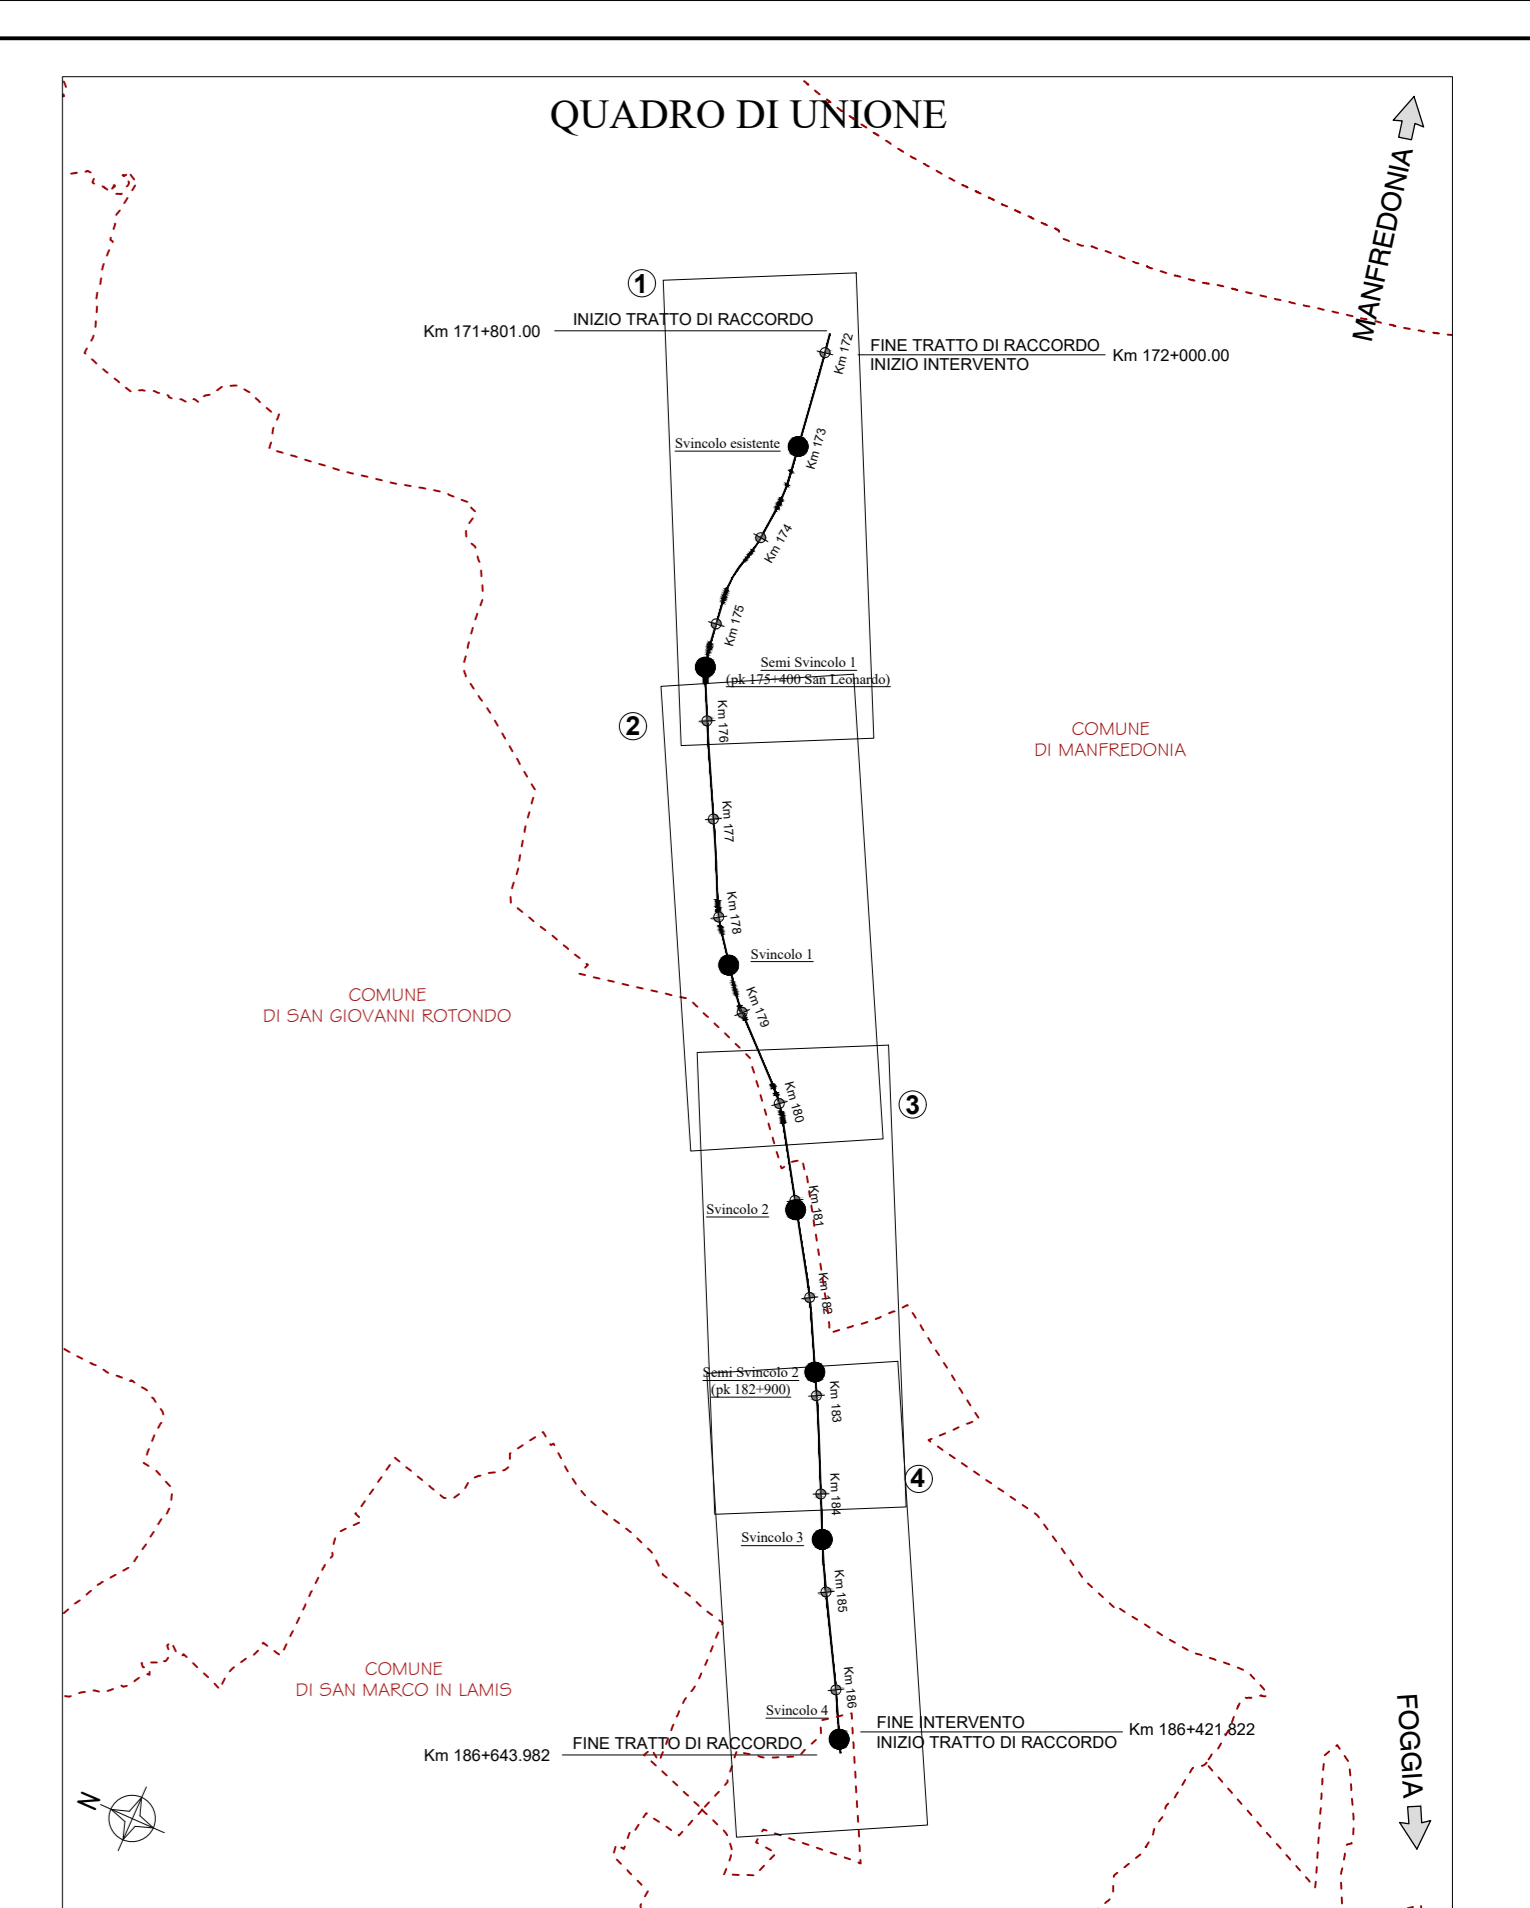 QUADRO DI UNIONE
MANFREDONIA
1
INIZIO TRATTO DI RACCORDO
Km 171+801.00
Km 172
FINE TRATTO DI RACCORDO
INIZIO INTERVENTO
Km 172+000.00
Svincolo esistente
Km 173
Km 174
Km 175
Semi Svincolo 1
(pk 175+400 San Leonardo)
2
Km 176
COMUNE
DI MANFREDONIA
Km 177
Km 178
Svincolo 1
COMUNE
DI SAN GIOVANNI ROTONDO
Km 179
Km 180
3
Svincolo 2
Km 181
Km 182
Semi Svincolo 2
(pk 182+900)
Km 183
4
Km 184
Svincolo 3
Km 185
COMUNE
DI SAN MARCO IN LAMIS
Km 186
Svincolo 4
FINE INTERVENTO
INIZIO TRATTO DI RACCORDO
Km 186+421.822
FINE TRATTO DI RACCORDO
Km 186+643.982
FOGGIA
N